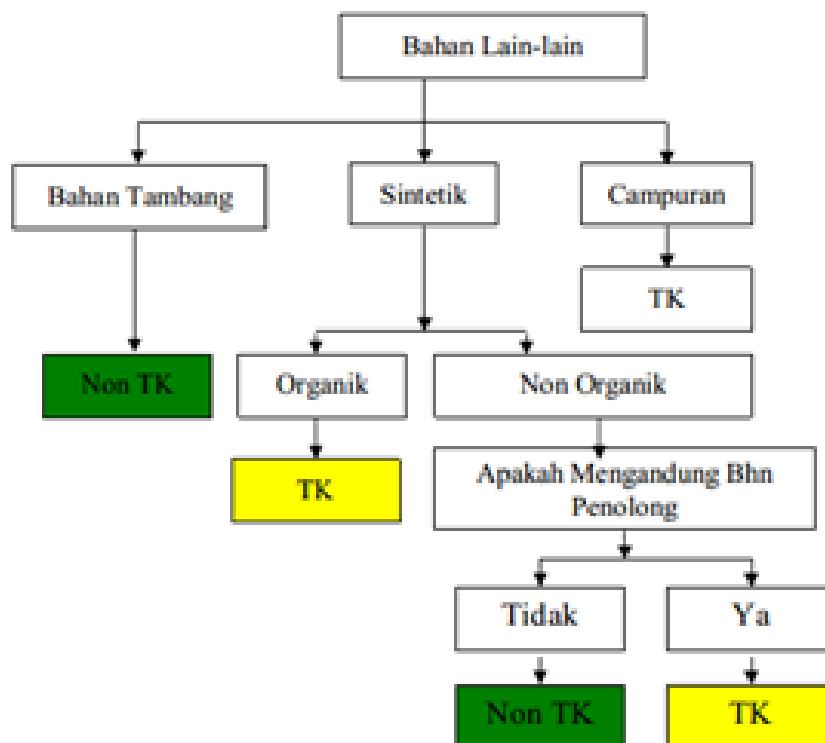 Bahan Lain-lain
Bahan Tambang
Sintetik
Campuran
TK
Non TK
Organik
Non Organik
TK
Apakah Mengandung Bhn
Penolong
Tidak
Ya
Non TK
TK